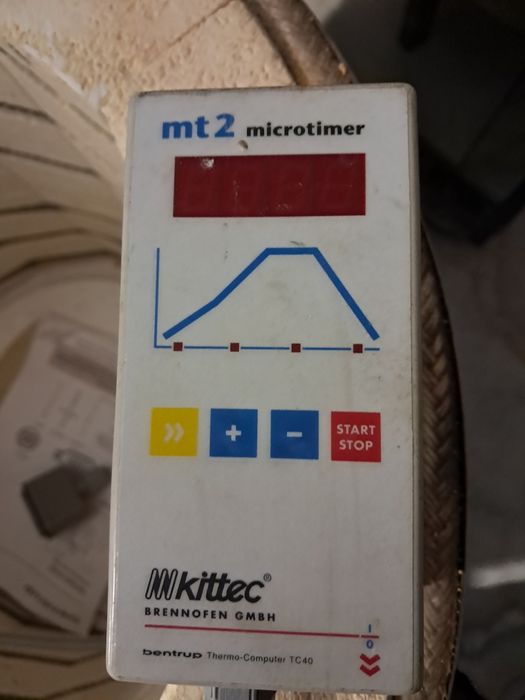 mt2 microtimer
»
+
-
START
STOP
kittec®
BRENNOFEN GMBH
I
0
bentrup Thermo-Computer TC40